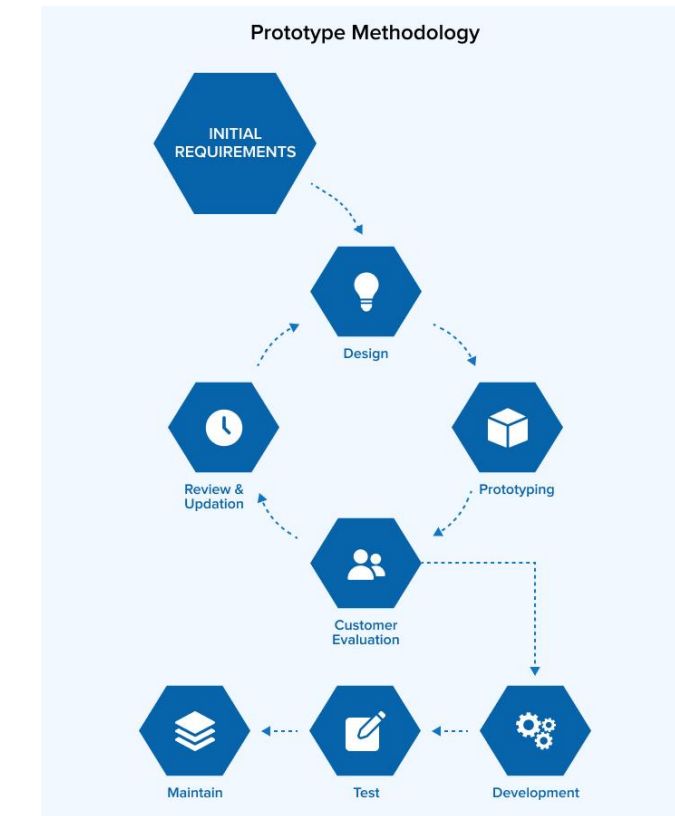 Prototype Methodology
INITIAL
REQUIREMENTS
Design
Review &
Updation
Prototyping
Customer
Evaluation
Maintain
Test
Development